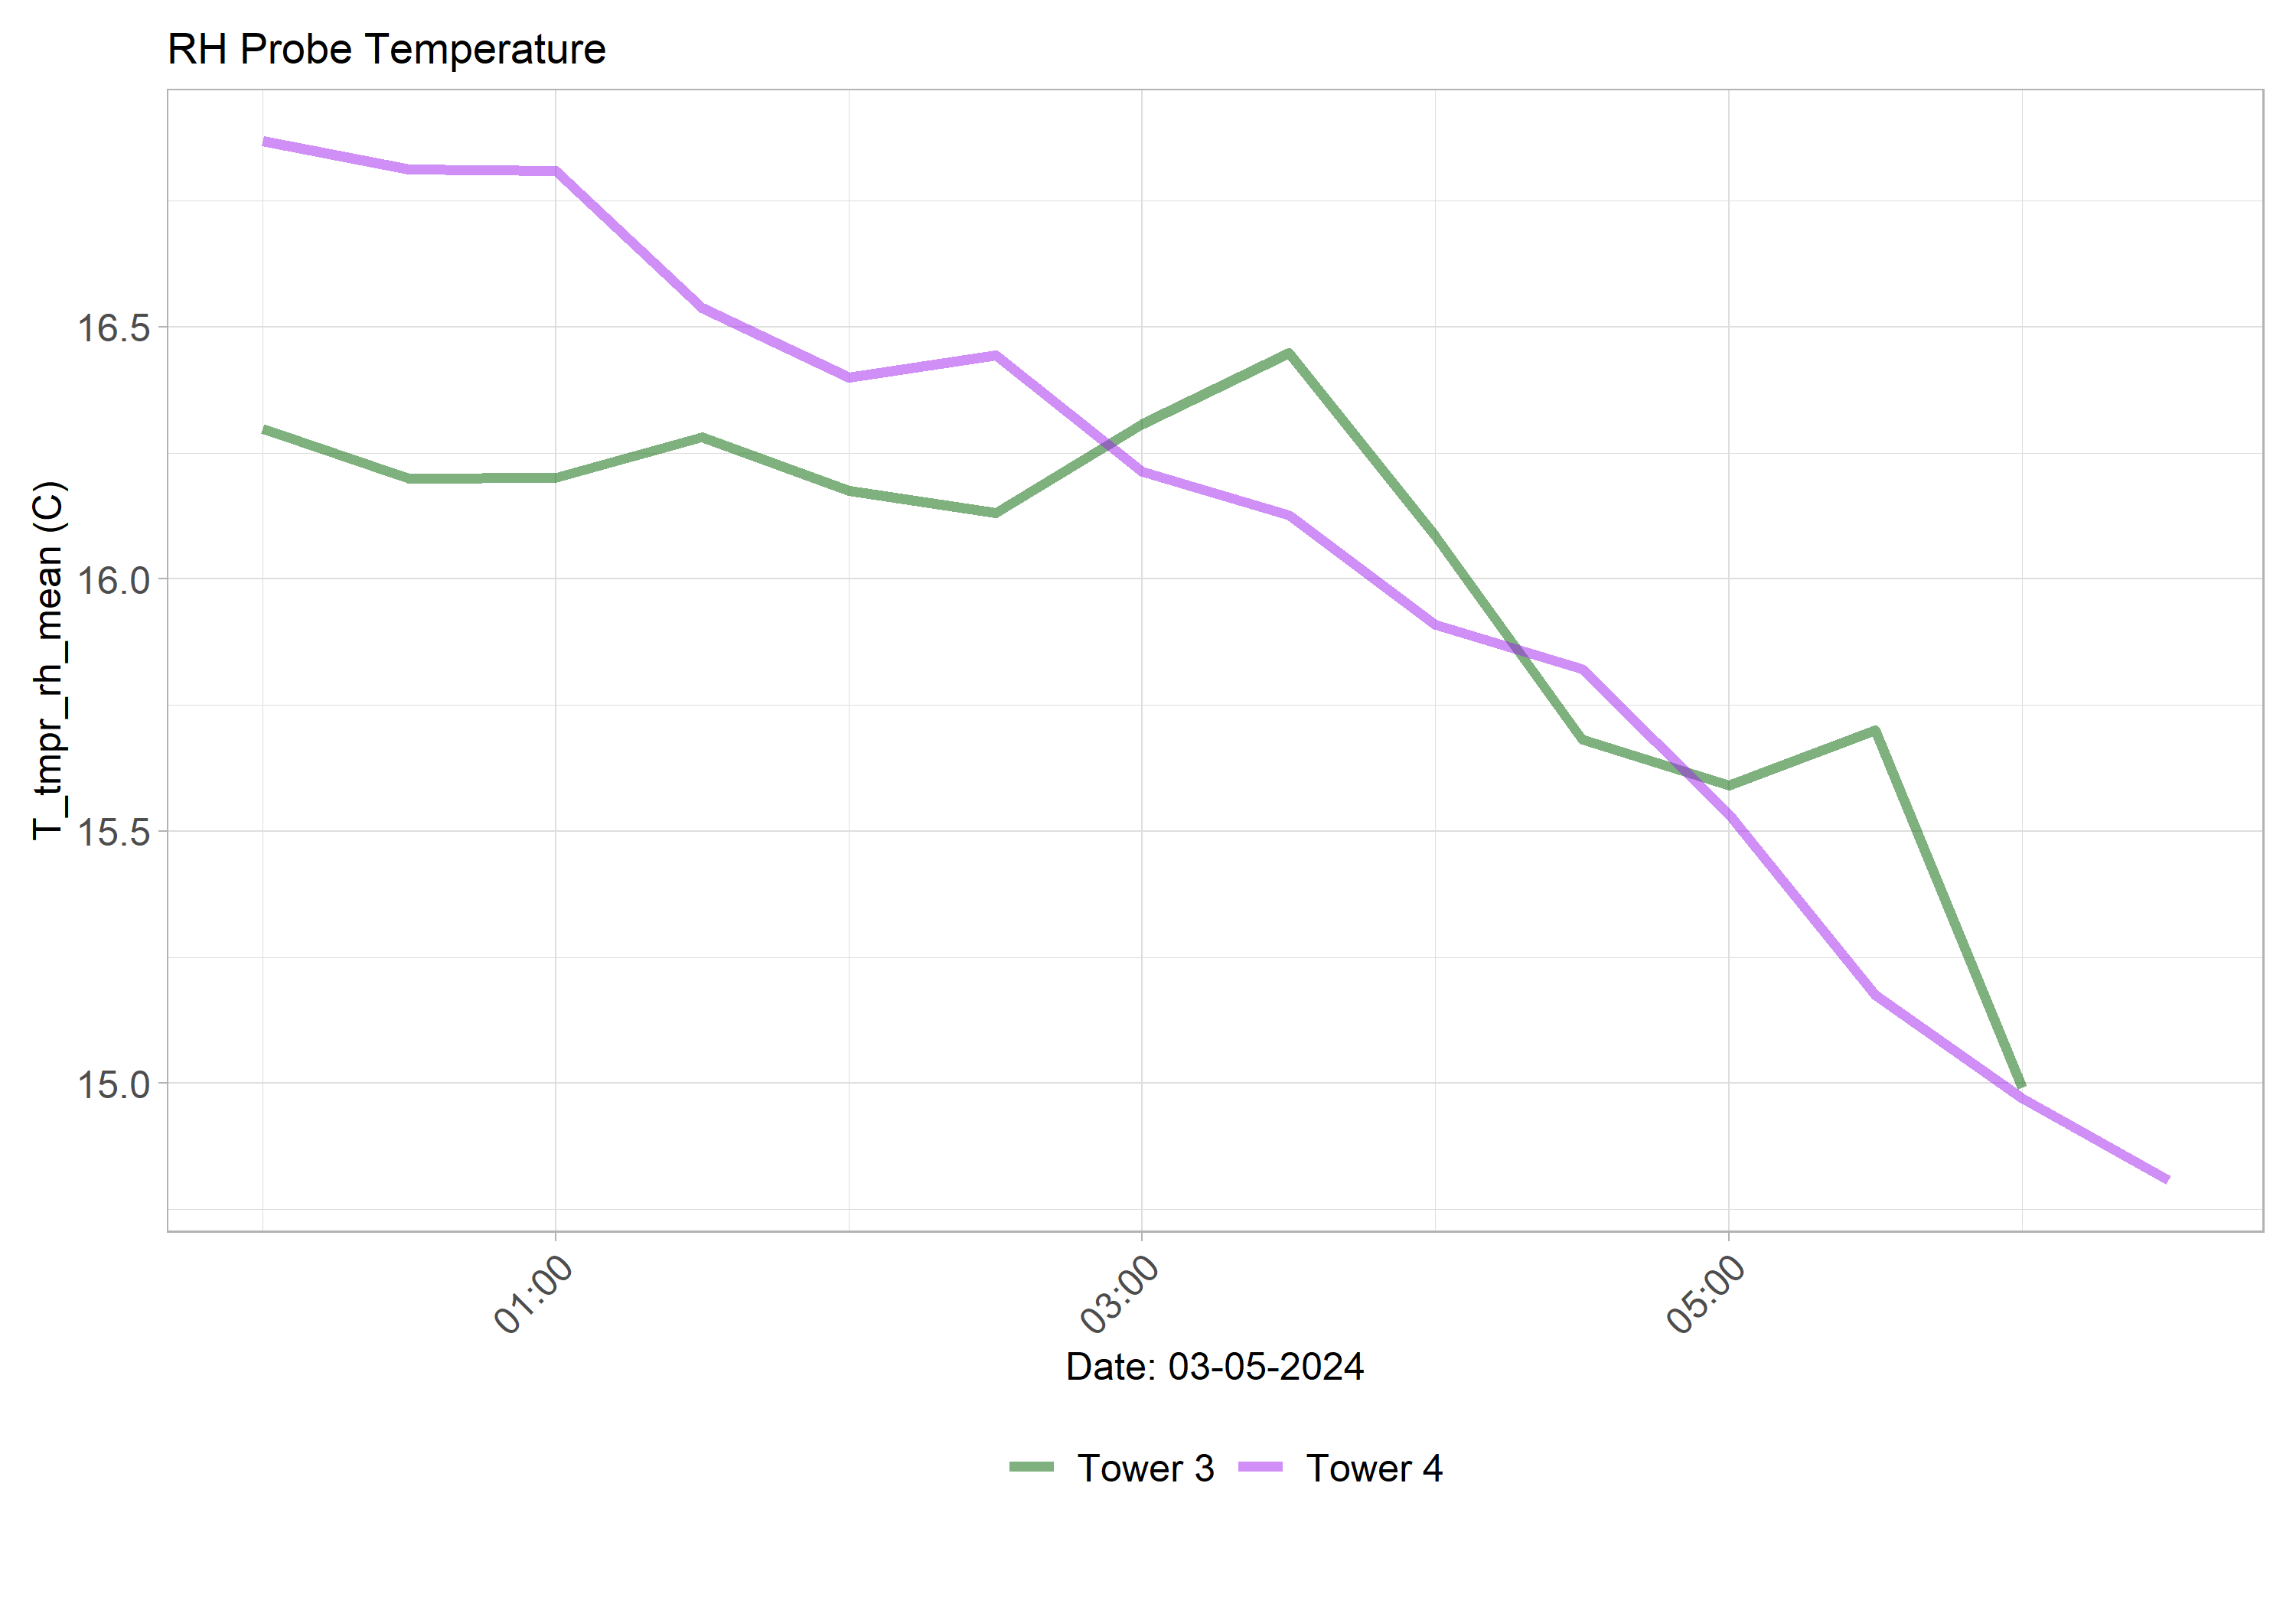 RH Probe Temperature
T_tmpr_rh_mean (C)
16.5
16.0
15.5
15.0
01:00
03:00
05:00
Date: 03-05-2024
Tower 3
Tower 4